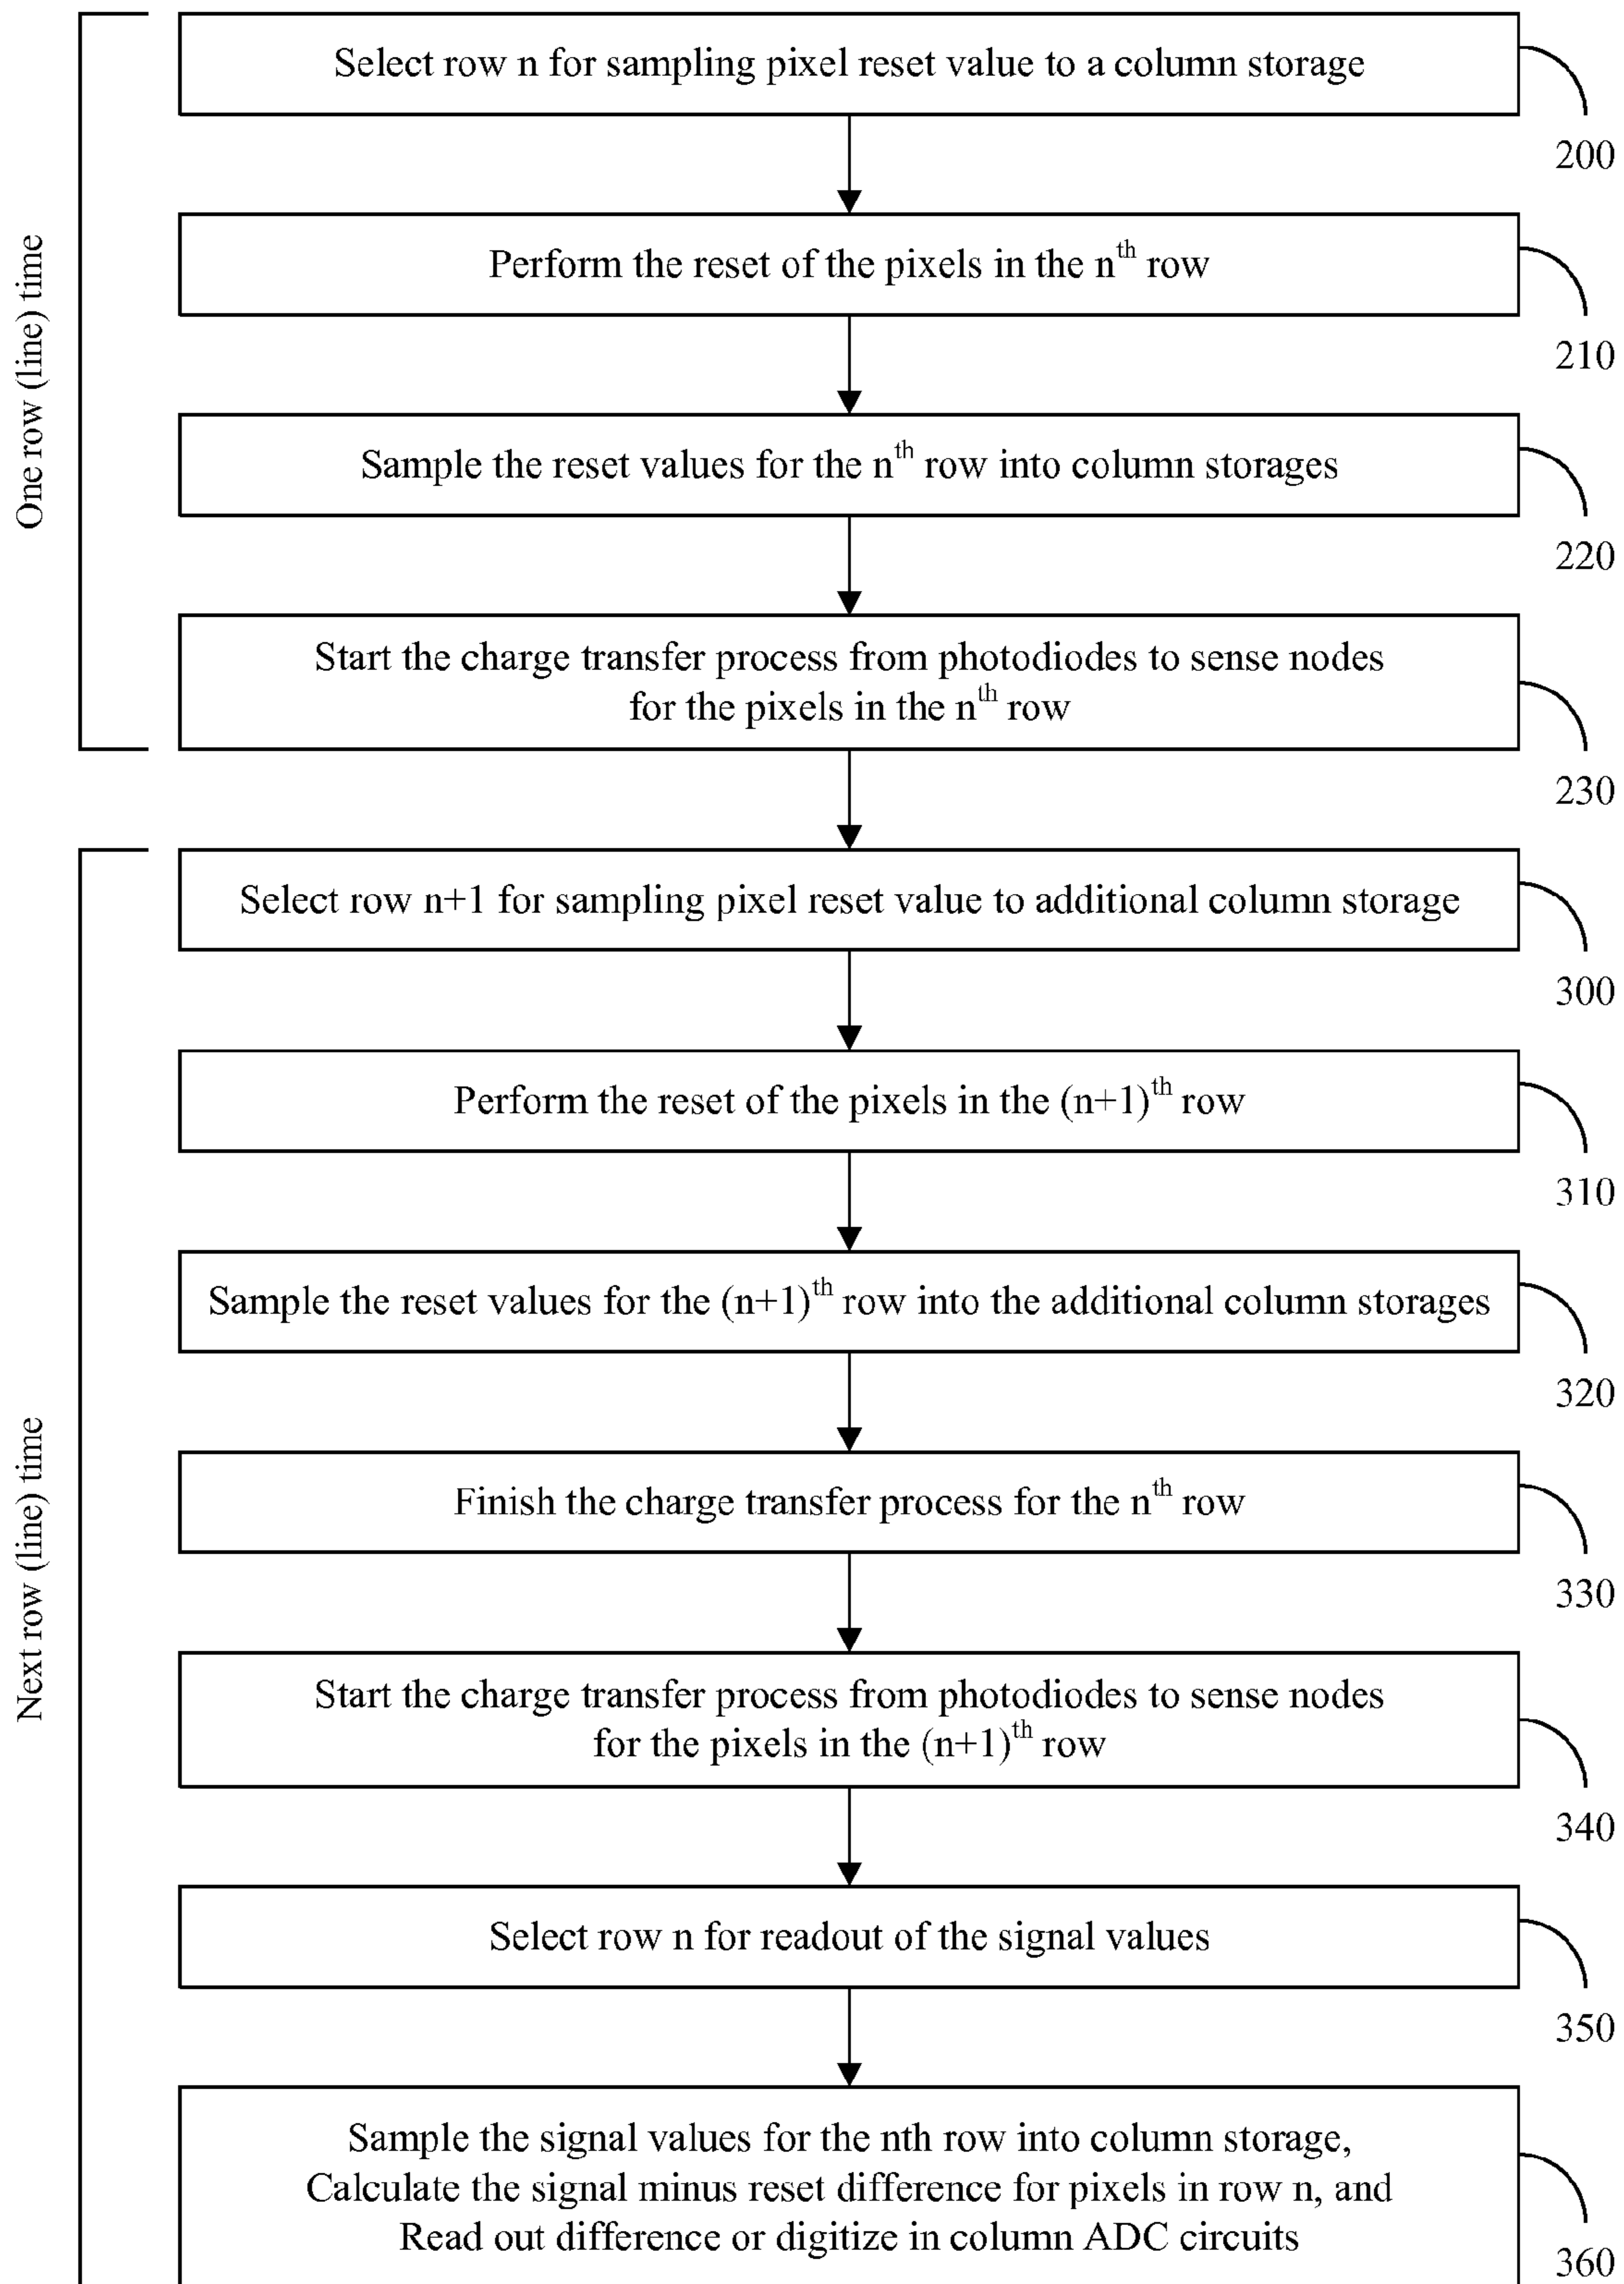 One row (line) time
Select row n for sampling pixel reset value to a column storage
200
Perform the reset of the pixels in the nth row
210
Sample the reset values for the nth row into column storages
220
Start the charge transfer process from photodiodes to sense nodes
for the pixels in the nth row
230
Next row (line) time
Select row n+1 for sampling pixel reset value to additional column storage
300
Perform the reset of the pixels in the (n+1)th row
310
Sample the reset values for the (n+1)th row into the additional column storages
320
Finish the charge transfer process for the nth row
330
Start the charge transfer process from photodiodes to sense nodes
for the pixels in the (n+1)th row
340
Select row n for readout of the signal values
350
Sample the signal values for the nth row into column storage,
Calculate the signal minus reset difference for pixels in row n, and
Read out difference or digitize in column ADC circuits
360